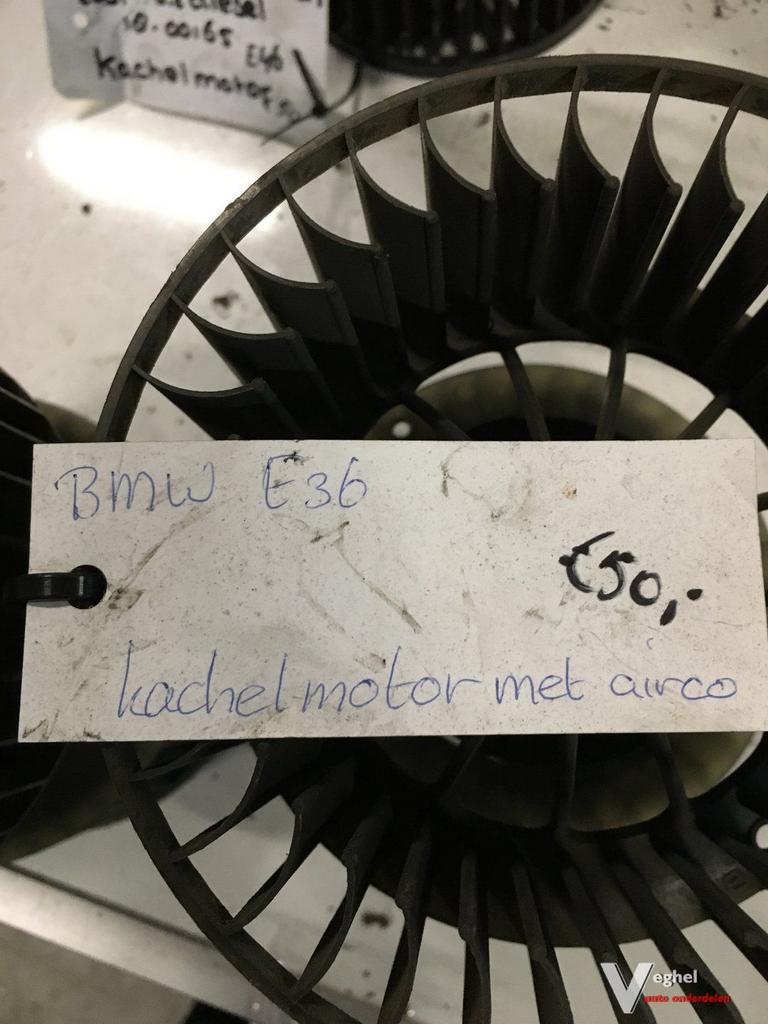 10.00165
E46
kachelmotor
BMW E36
€50,-
kachelmotor met airco
Veghel
auto onderdelen